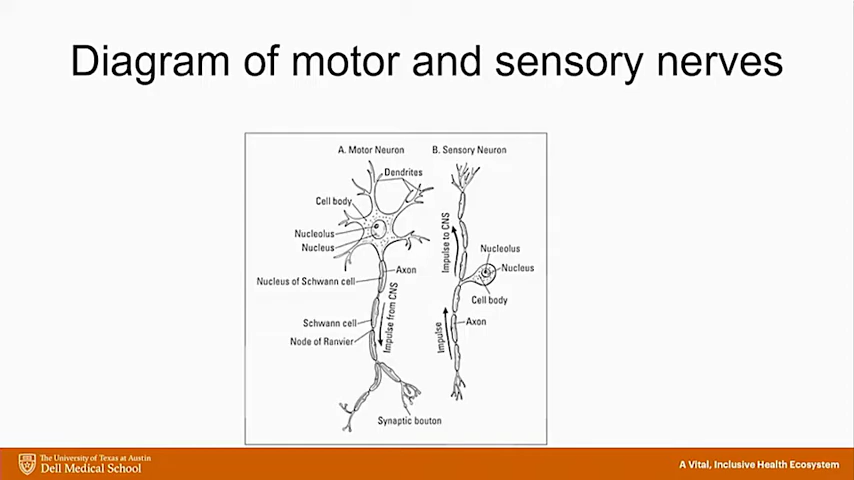 Diagram of motor and sensory nerves
A. Motor Neuron
B. Sensory Neuron
Dendrites
Cell body
Nucleolus
Nucleus
Axon
Nucleus of Schwann cell
Impulse from CNS
Schwann cell
Node of Ranvier
Synaptic bouton
Impulse to CNS
Nucleolus
Nucleus
Cell body
Axon
Impulse
The University of Texas at Austin
Dell Medical School
A Vital, Inclusive Health Ecosystem